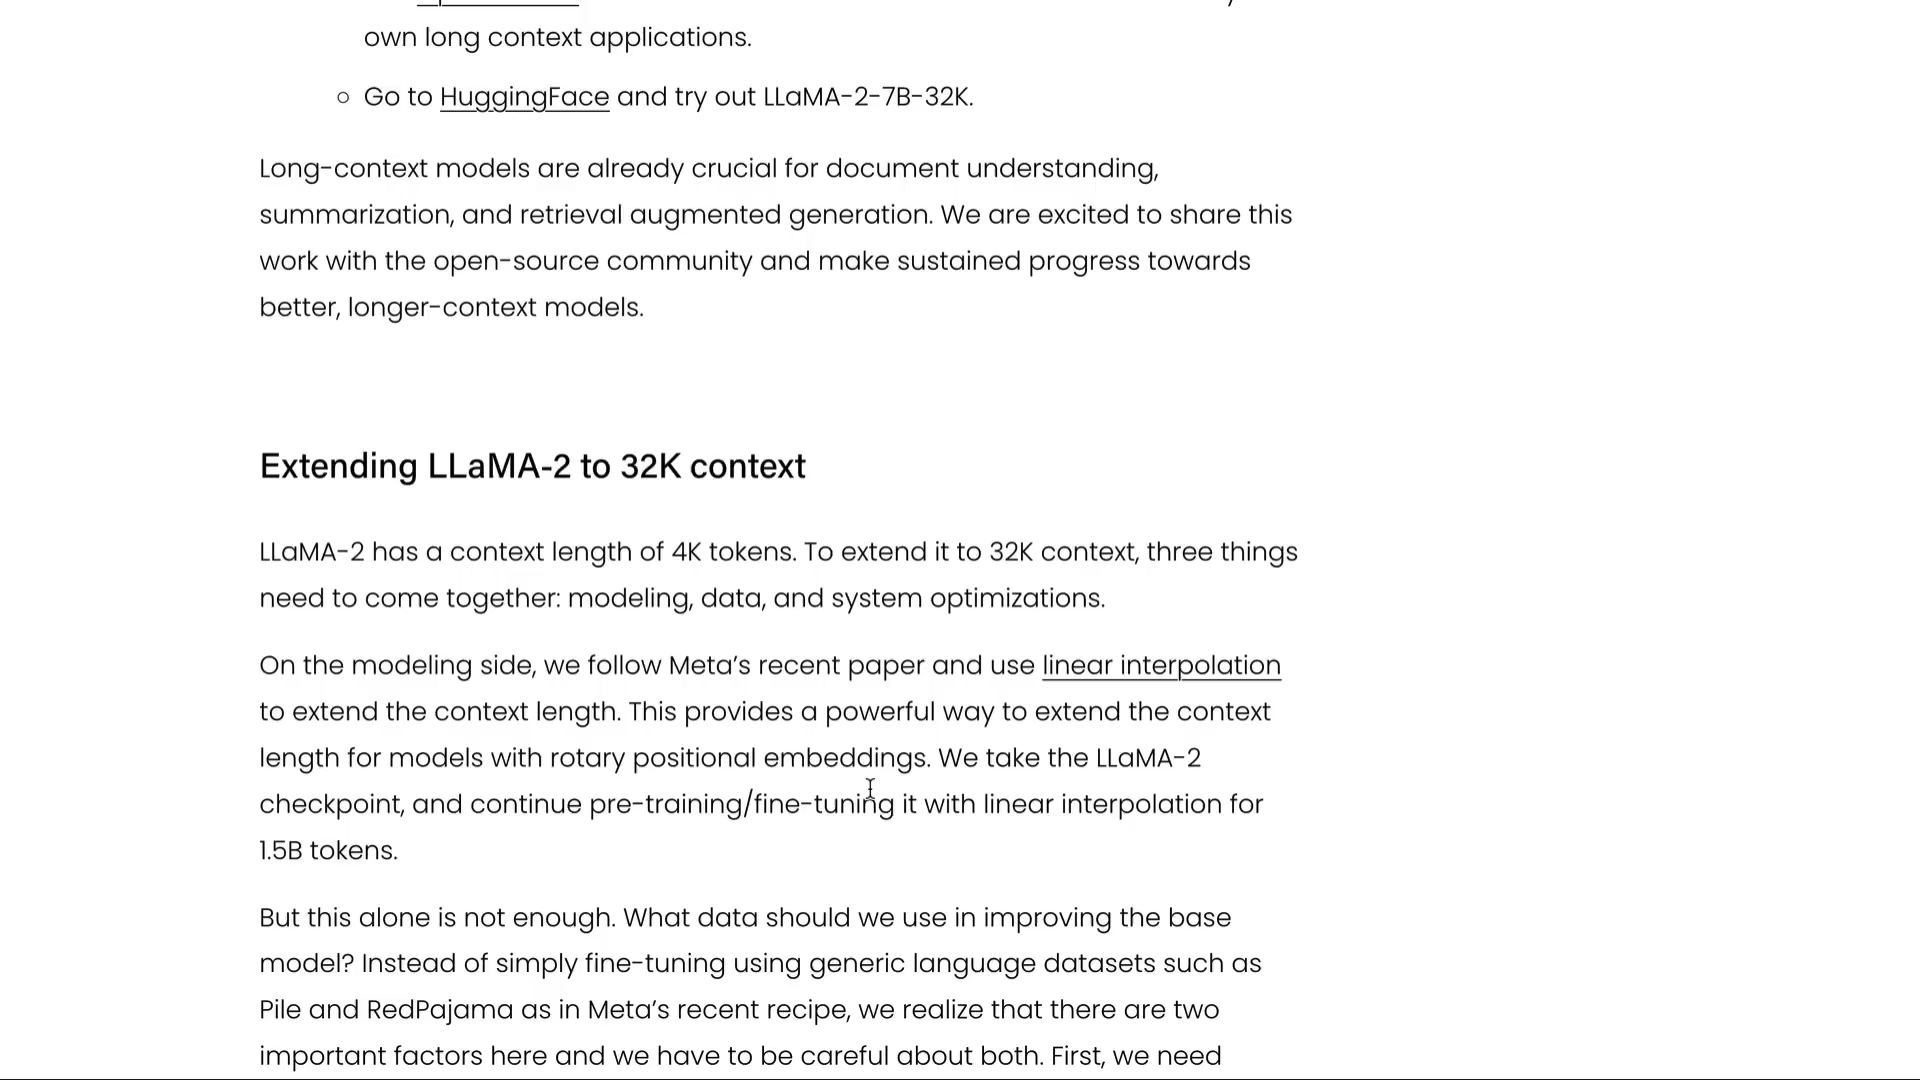 own long context applications.
Go to HuggingFace and try out LLaMA-2-7B-32K.
Long-context models are already crucial for document understanding,
summarization, and retrieval augmented generation. We are excited to share this
work with the open-source community and make sustained progress towards
better, longer-context models.
Extending LLaMA-2 to 32K context
LLaMA-2 has a context length of 4K tokens. To extend it to 32K context, three things
need to come together: modeling, data, and system optimizations.
On the modeling side, we follow Meta’s recent paper and use linear interpolation
to extend the context length. This provides a powerful way to extend the context
length for models with rotary positional embeddings. We take the LLaMA-2
checkpoint, and continue pre-training/fine-tuning it with linear interpolation for
1.5B tokens.
But this alone is not enough. What data should we use in improving the base
model? Instead of simply fine-tuning using generic language datasets such as
Pile and RedPajama as in Meta’s recent recipe, we realize that there are two
important factors here and we have to be careful about both. First, we need